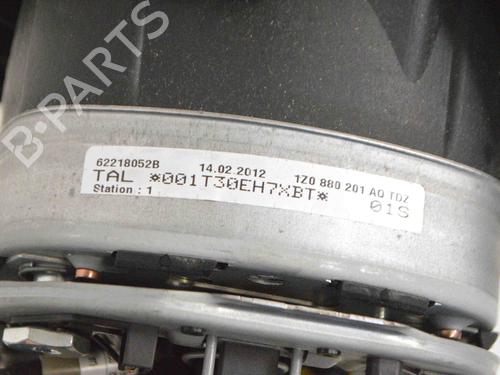 B-PARTS
62218052B 14.02.2012 1Z0 880 201 AQ TDZ
TAL *001T30EH7XBT* 01S
Station : 1